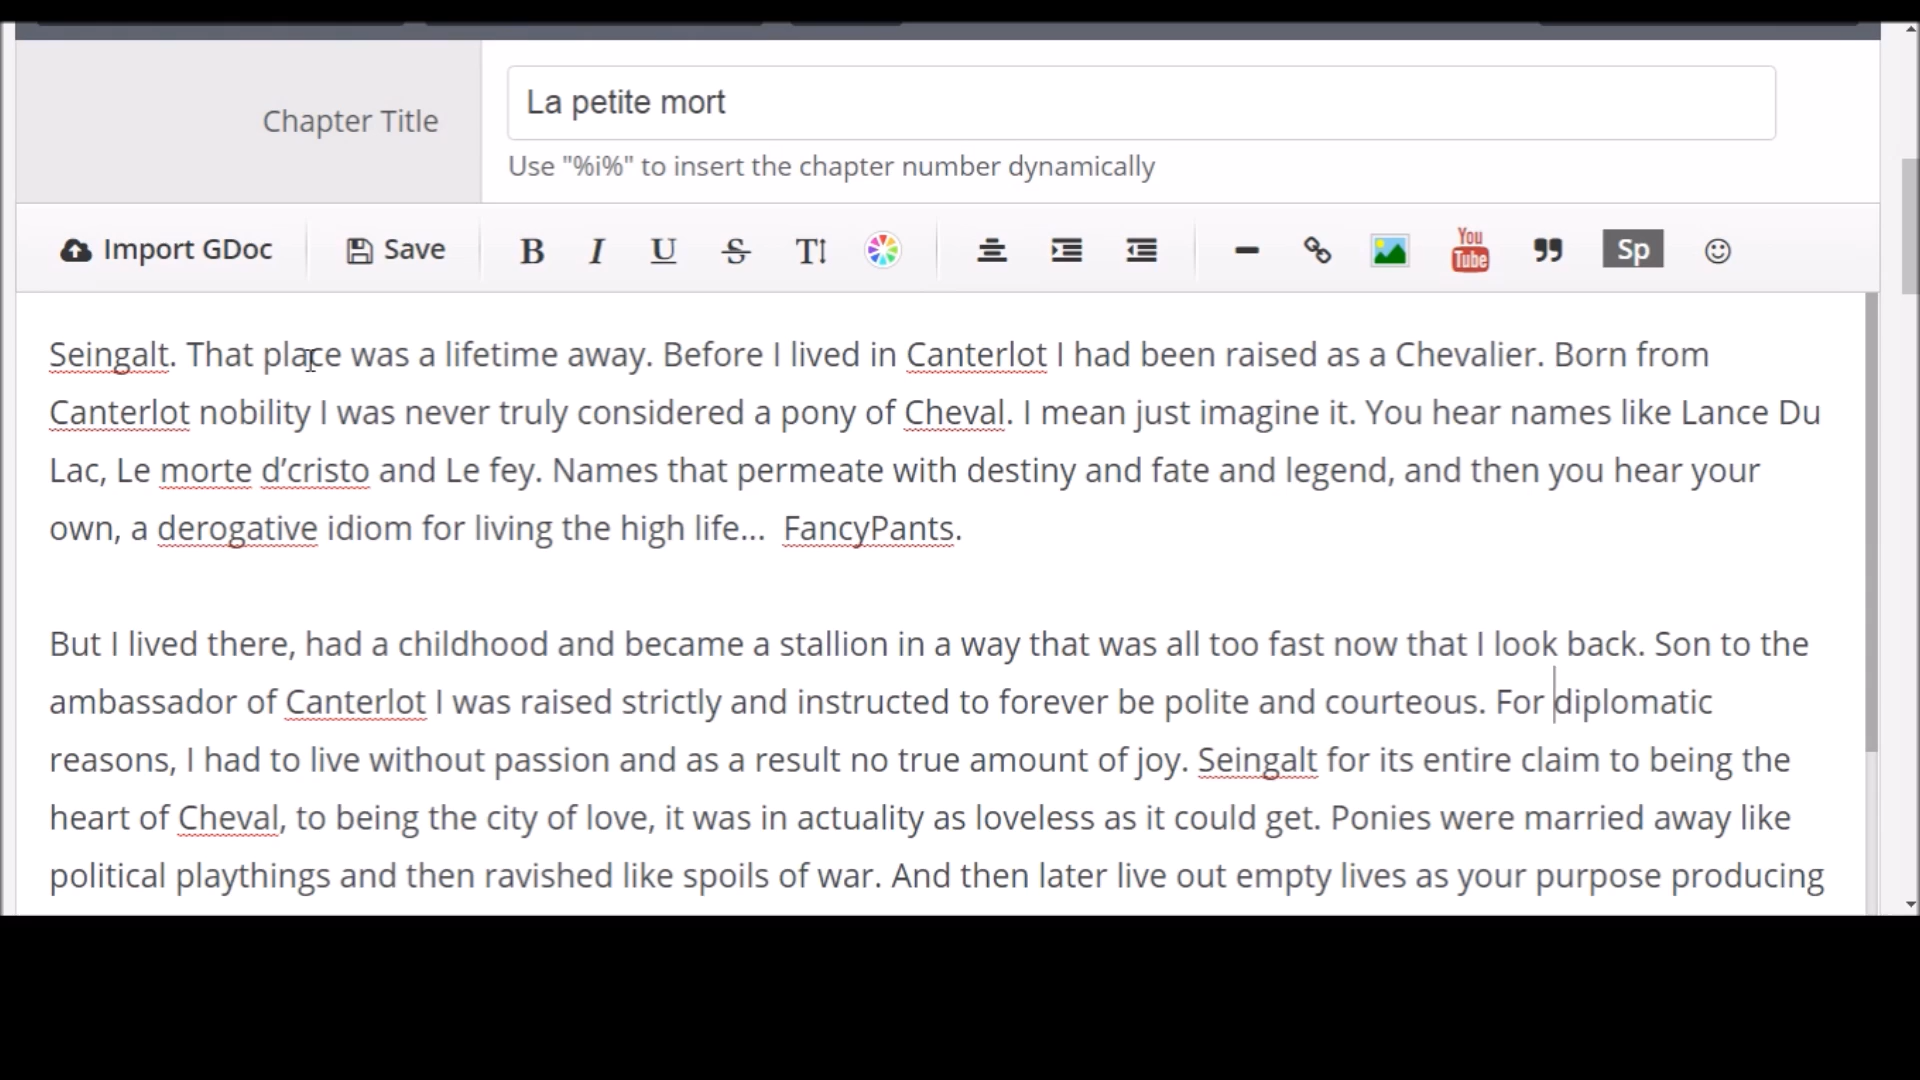 Chapter Title
La petite mort
Use "%i%" to insert the chapter number dynamically
Import GDoc Save B I U S T You Tube Sp
Seingalt. That place was a lifetime away. Before I lived in Canterlot I had been raised as a Chevalier. Born from
Canterlot nobility I was never truly considered a pony of Cheval. I mean just imagine it. You hear names like Lance Du
Lac, Le morte d’cristo and Le fey. Names that permeate with destiny and fate and legend, and then you hear your
own, a derogative idiom for living the high life... FancyPants.
But I lived there, had a childhood and became a stallion in a way that was all too fast now that I look back. Son to the
ambassador of Canterlot I was raised strictly and instructed to forever be polite and courteous. For diplomatic
reasons, I had to live without passion and as a result no true amount of joy. Seingalt for its entire claim to being the
heart of Cheval, to being the city of love, it was in actuality as loveless as it could get. Ponies were married away like
political playthings and then ravished like spoils of war. And then later live out empty lives as your purpose producing